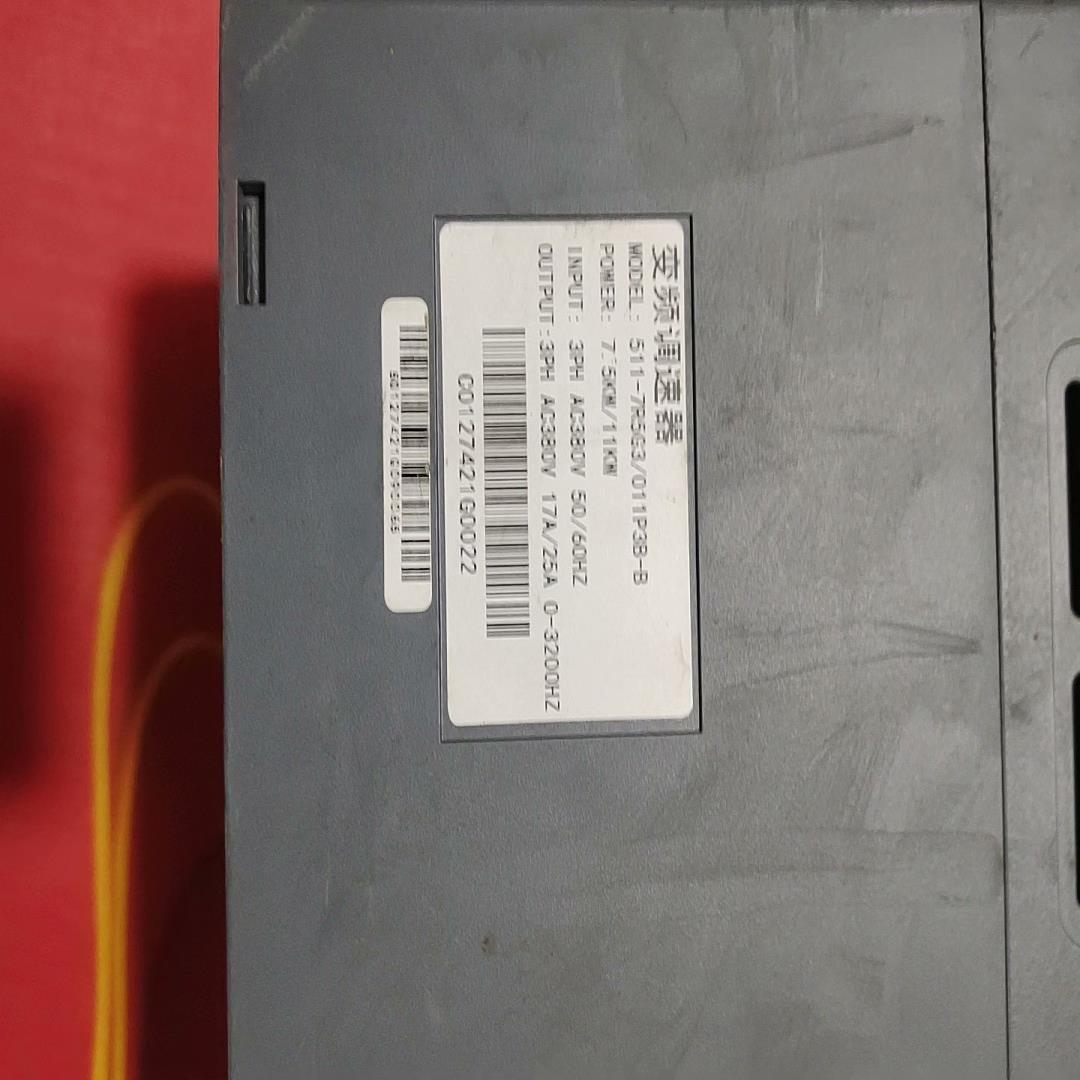 变频调速器
MODEL: 511-7R5G3/011P3B-B
POWER: 7.5KW/11KW
INPUT: 3PH AC380V 50/60HZ
OUTPUT:3PH AC380V 17A/25A 0-3200HZ
G0127421G0022